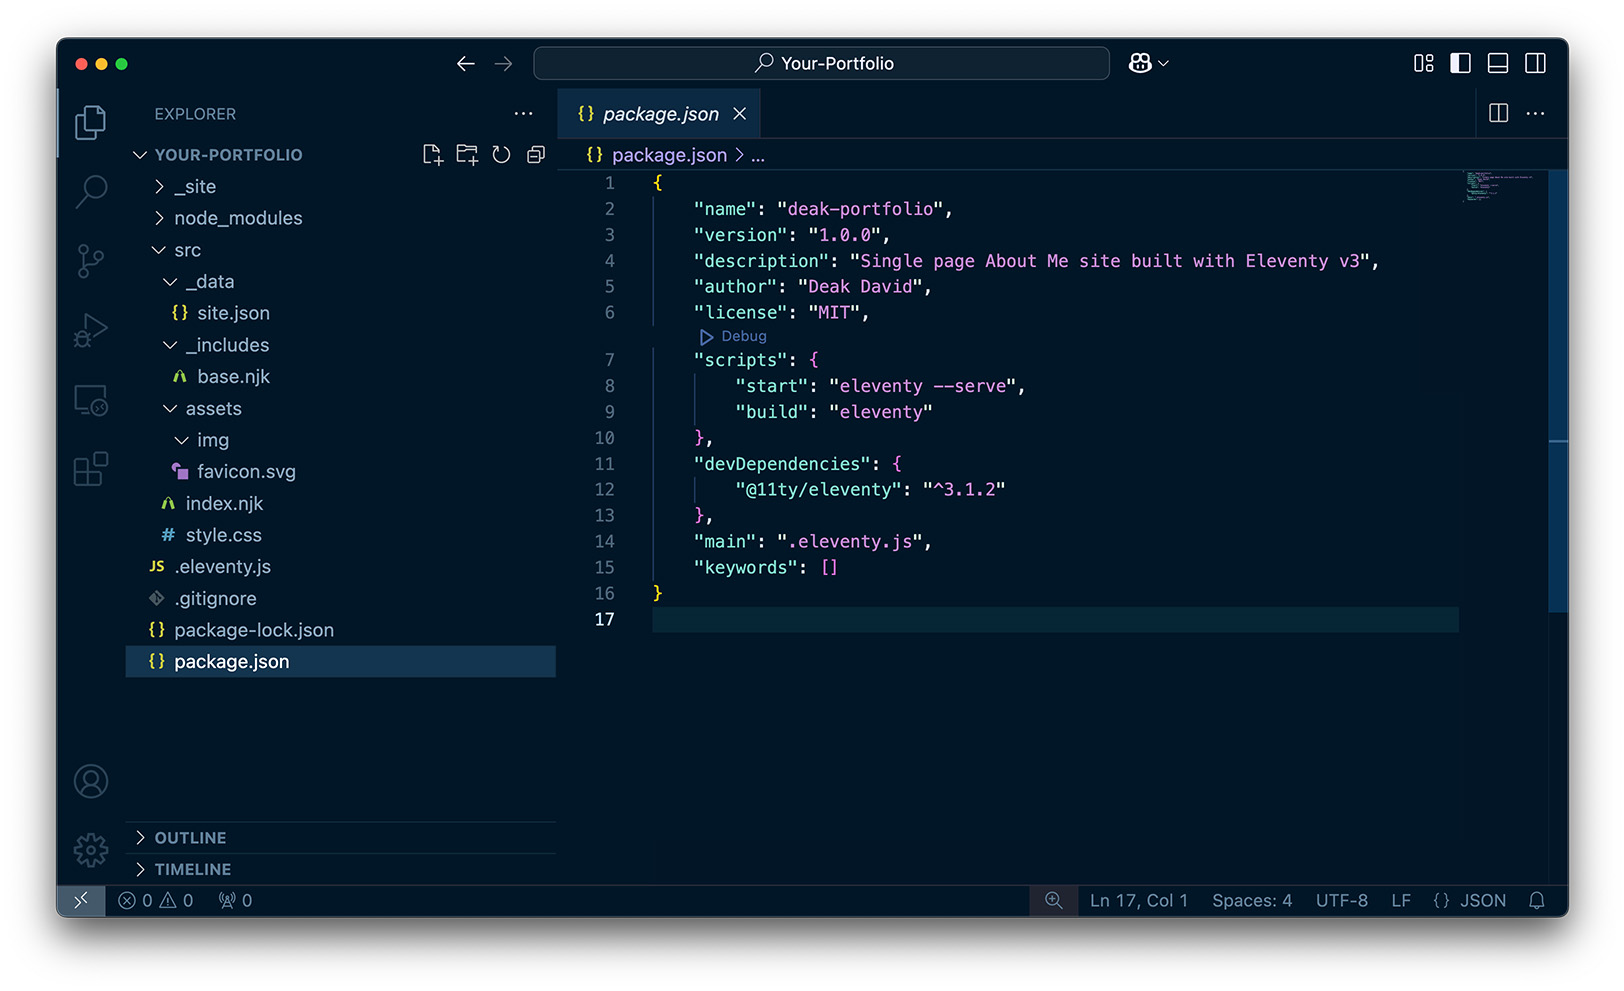 Your-Portfolio
EXPLORER
YOUR-PORTFOLIO
_site
node_modules
src
_data
{} site.json
_includes
base.njk
assets
img
favicon.svg
index.njk
# style.css
JS .eleventy.js
.gitignore
{} package-lock.json
{} package.json
OUTLINE
TIMELINE
{} package.json
{} package.json > ...
1 {
2 "name": "deak-portfolio",
3 "version": "1.0.0",
4 "description": "Single page About Me site built with Eleventy v3",
5 "author": "Deak David",
6 "license": "MIT",
Debug
7 "scripts": {
8 "start": "eleventy --serve",
9 "build": "eleventy"
10 },
11 "devDependencies": {
12 "@11ty/eleventy": "^3.1.2"
13 },
14 "main": ".eleventy.js",
15 "keywords": []
16 }
17
0 0 0 Ln 17, Col 1 Spaces: 4 UTF-8 LF {} JSON